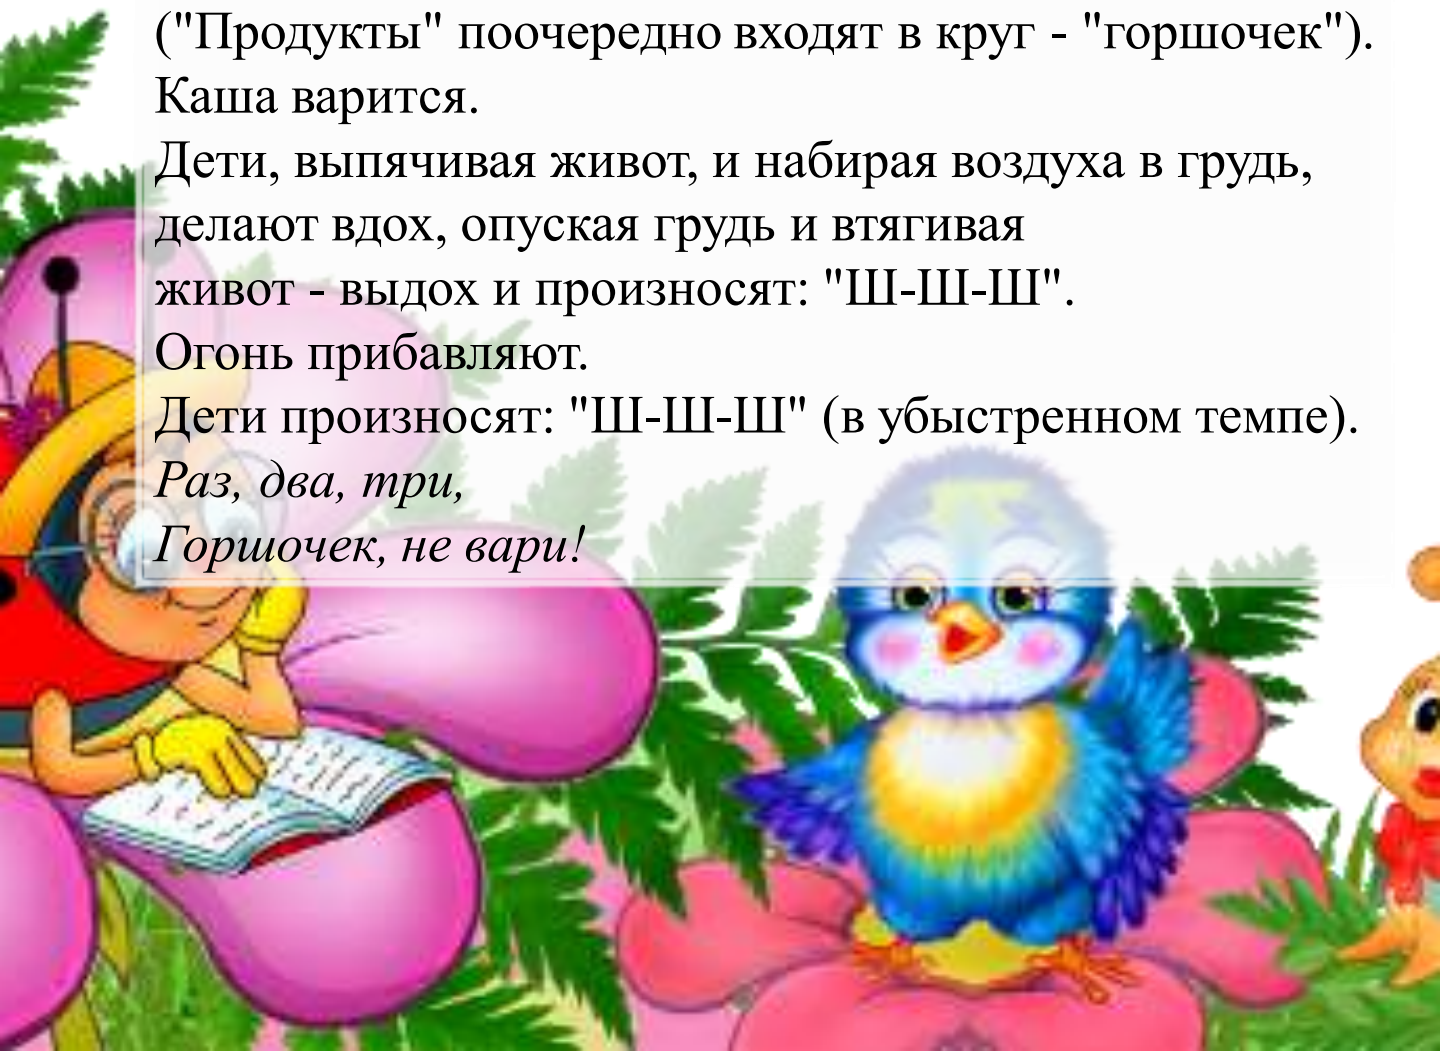 ("Продукты" поочередно входят в круг - "горшочек").
Каша варится.
Дети, выпячивая живот, и набирая воздуха в грудь,
делают вдох, опуская грудь и втягивая
живот - выдох и произносят: "Ш-Ш-Ш".
Огонь прибавляют.
Дети произносят: "Ш-Ш-Ш" (в убыстренном темпе).
Раз, два, три,
Горшочек, не вари!